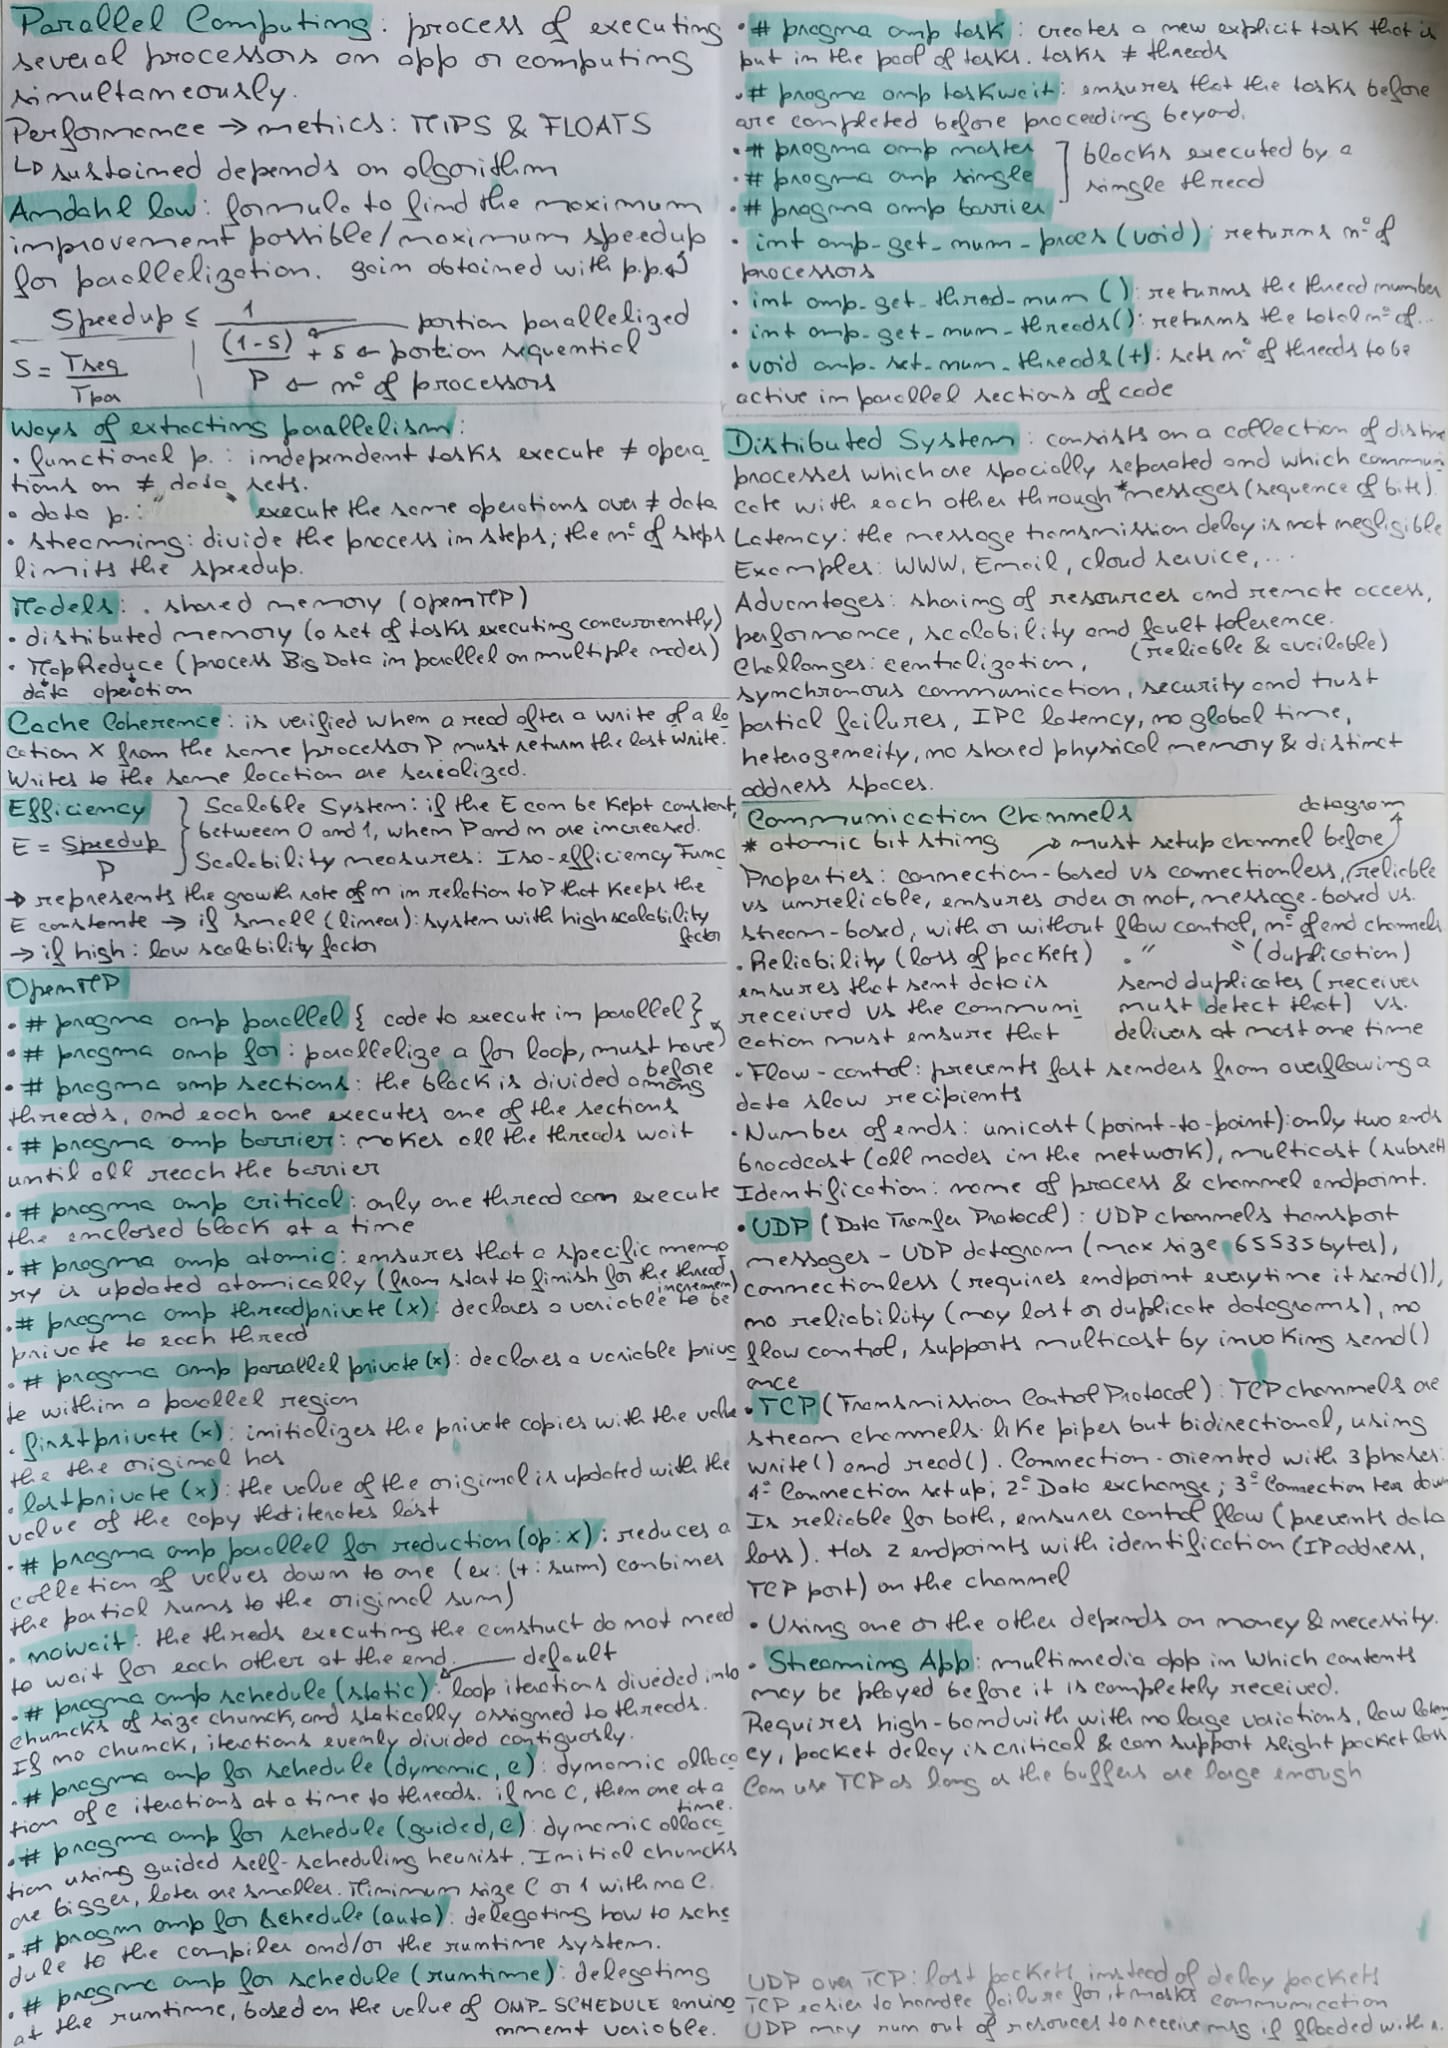 Parallel Computing: process of executing
several processors an app or computing
simultaneously.
Performance → metrics: MIPS & FLOATS
↳ sustained depends on algorithm
Amdahl law: formula to find the maximum
improvement possible/maximum speedup
for parallelization. gain obtained with p.p.
Speedup ≤ 1 / ((1-S) + S / P)
portion parallelized
portion sequential
S = Tseq / Tpar
P ← nº of processors
Ways of extracting parallelism:
• functional p.: independent tasks execute ≠ opera_
tions on ≠ data sets.
• data p.: " " execute the same operations over ≠ data
• streaming: divide the process in steps; the nº of steps
limits the speedup.
Models: . shared memory (openMP)
• distributed memory (a set of tasks executing concurrently)
• MapReduce (process Big Data in parallel on multiple nodes)
data operation
Cache Coherence: is verified when a read after a write of a lo
cation X from the same processor P must return the last write.
Writes to the same location are serialized.
Efficiency } Scalable System: if the E can be kept constant,
E = Speedup / P
between 0 and 1, when P and n are increased.
Scalability measures: Iso-efficiency Func
→ represents the growth rate of n in relation to P that keeps the
E constante → if small (linear): system with high scalability
factor
→ if high: low scalability factor
OpenMP
• # pragma omp parallel { code to execute in parallel }
• # pragma omp for: parallelize a for loop, must have
before
• # pragma omp sections: the block is divided among
threads, and each one executes one of the sections
• # pragma omp barrier: makes all the threads wait
until all reach the barrier
• # pragma omp critical: only one thread can execute
the enclosed block at a time
• # pragma omp atomic: ensures that a specific memo
ry is updated atomically (from start to finish for the thread
increment)
• # pragma omp threadprivate (x): declares a variable to be
private to each thread
• # pragma omp parallel private (x): declares a variable priva
te within a parallel region
• firstprivate (x): initializes the private copies with the value
the the original has
• lastprivate (x): the value of the original is updated with the
value of the copy that iterates last
• # pragma omp parallel for reduction (op: x): reduces a
colletion of values down to one (ex: (+: sum) combines
the partial sums to the original sum)
• nowait: the threds executing the construct do not need
to wait for each other at the end.
default
• # pragma omp schedule (static): loop iterations divided into
chuncks of size chunck, and statically assigned to threads.
If no chunck, iterations evenly divided contiguosly.
• # pragma omp for schedule (dynamic, c): dynamic alloca
tion of c iterations at a time to threads. if no C, then one at a
time.
• # pragma omp for schedule (guided, c): dynamic alloca
tion using guided self-scheduling heurist. Initial chuncks
are bigger, later are smaller. Minimum size C or 1 with no C.
• # pragm omp for schedule (auto): delegating how to sche
dule to the compiler and/or the runtime system.
• # pragma omp for schedule (runtime): delegating
at the runtime, based on the value of OMP_SCHEDULE enviro
nment variable.
• # pragma omp task: creates a new explicit task that is
put in the pool of tasks. tasks ≠ threads
• # pragma omp taskwait: ensures that the tasks before
are completed before proceeding beyond.
• # pragma omp master ] blocks executed by a
• # pragma omp single ] single thread
• # pragma omp barrier
• int omp_get_num_procs (void): returns nº of
processors
• int omp_get_thred_num (): returns the thread number
• int omp_get_num_threads(): returns the total nº of...
• void omp_set_num_threads(t): sets nº of threads to be
active in parallel sections of code
Distributed System: consists on a collection of distinc
processes which are spacially separated and which communi
cate with each other through *messages (sequence of bits).
Latency: the message transmission delay is not negligible
Examples: WWW, Email, cloud service, ...
Advantages: sharing of resources and remote access,
performance, scalability and fault tolerence.
(reliable & available)
Challanges: centralization,
synchronous communication, security and trust
partial failures, IPC latency, no global time,
heterogeneity, no shared physical memory & distinct
address spaces.
Communication Channels
datagram
* atomic bit string → must setup channel before
Properties: connection-based vs connectionless, reliable
vs unreliable, ensures order or not, message-based vs.
stream-based, with or without flow control, nº of end channels
• Reliability (loss of packets)
ensures that sent data is
received vs the communi_
cation must ensure that
• " " (duplication)
send duplicates (receiver
must detect that) vs.
delivers at most one time
• Flow-control: prevents fast senders from overflowing a
data slow recipients
• Number of ends: unicast (point-to-point): only two ends
broadcast (all nodes in the network), multicast (subset)
Identification: name of process & channel endpoint.
• UDP (Data Transfer Protocol): UDP channels transport
messages - UDP datagram (max size 65535 bytes),
connectionless (requires endpoint everytime it send()),
no reliability (may lost or duplicate datagrams), no
flow control, supports multicast by invoking send()
once
• TCP (Transmission Control Protocol): TCP channels are
stream channels like pipes but bidirectional, using
write() and read(). Connection-oriented with 3 phases:
1º Connection set up; 2º Data exchange; 3º Connection tear down
Is reliable for both, ensures control flow (prevents data
loss). Has 2 endpoints with identification (IP address,
TCP port) on the channel
• Using one or the other depends on money & necessity.
• Streaming App: multimedia app in which contents
may be played before it is completely received.
Requires high-bandwith with no large variations, low laten
cy, packet delay is critical & can support slight packet loss
Can use TCP as long as the buffers are large enough
UDP over TCP: lost packets instead of delay packets
TCP easier to handle failure for it masks communication
UDP may run out of resouces to receive msg if flooded with